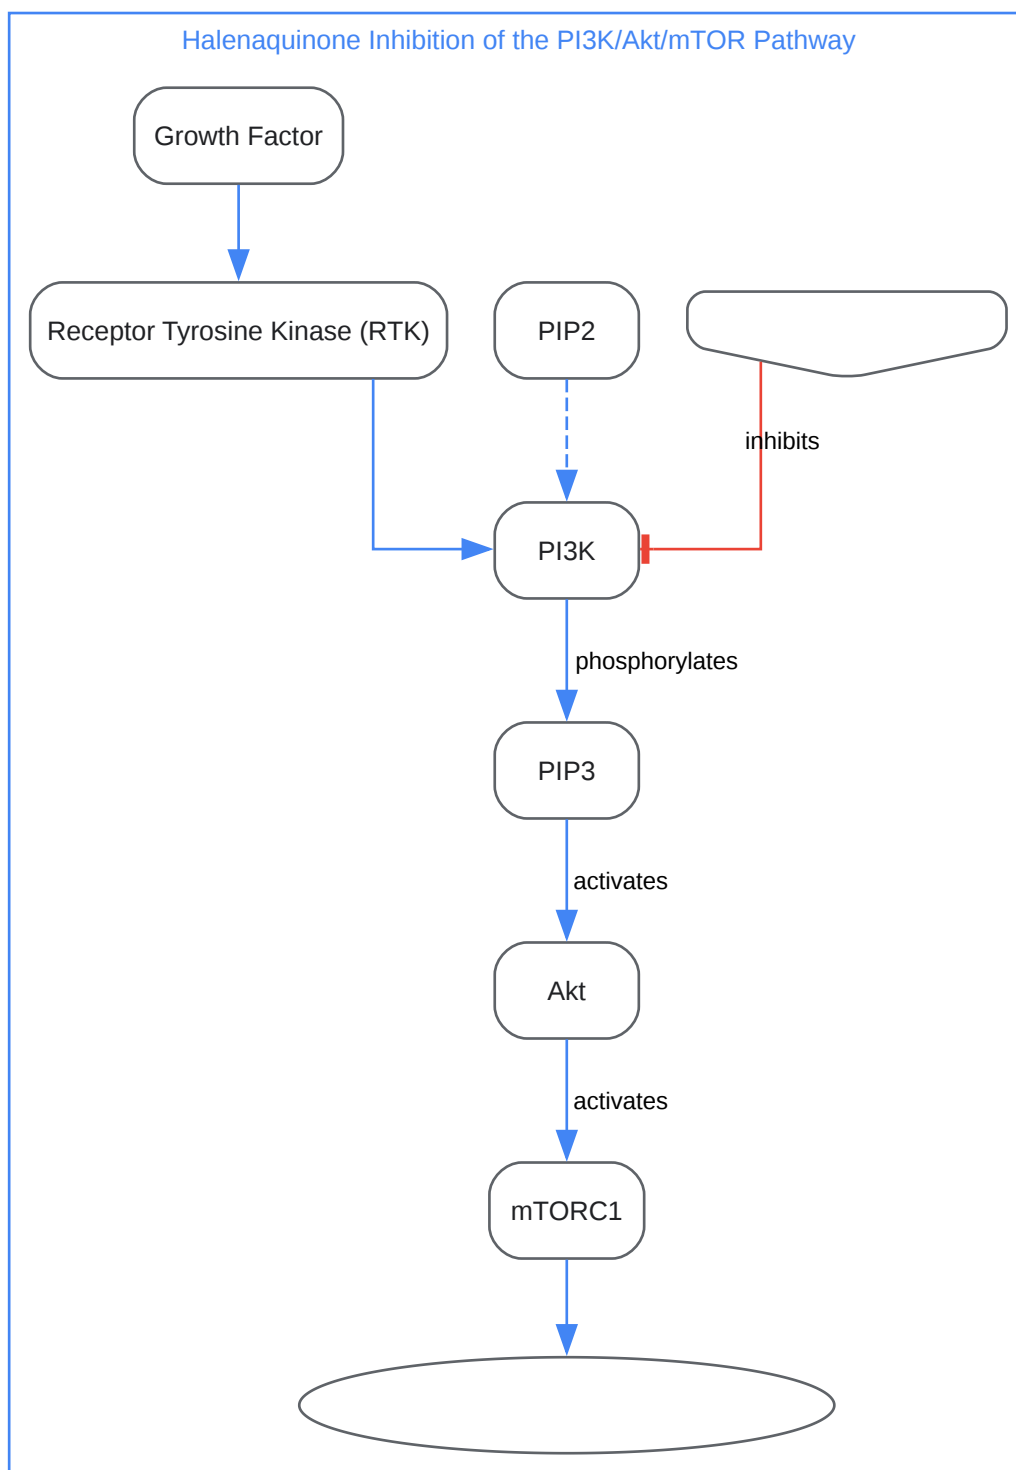 Halenaquinone Inhibition of the PI3K/Akt/mTOR Pathway
Growth Factor
Receptor Tyrosine Kinase (RTK)
PIP2
inhibits
PI3K
phosphorylates
PIP3
activates
Akt
activates
mTORC1